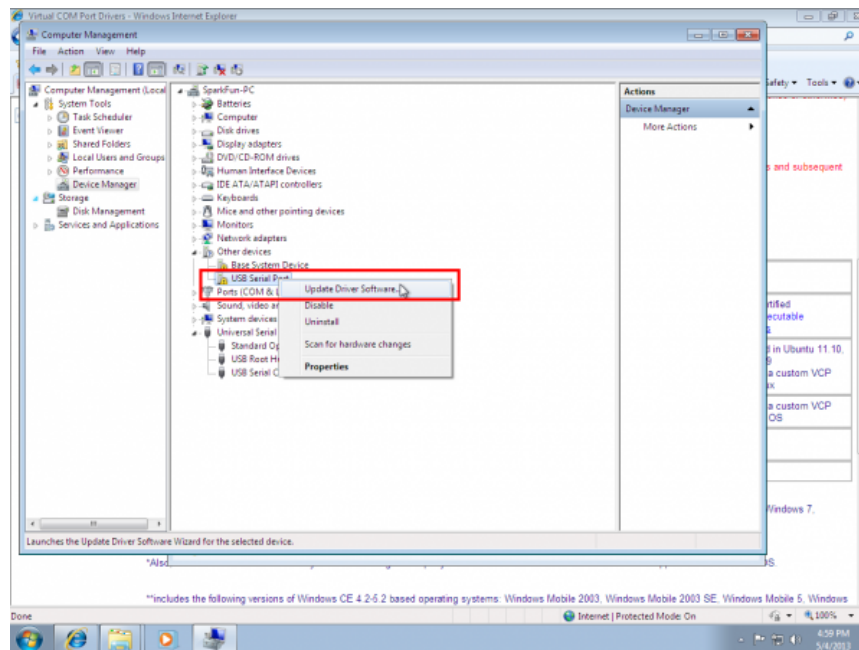 Virtual COM Port Drivers - Windows Internet Explorer
Computer Management
File Action View Help
Safety Tools
Computer Management (Local
System Tools
Task Scheduler
Event Viewer
Shared Folders
Local Users and Groups
Performance
Device Manager
Storage
Disk Management
Services and Applications
SparkFun-PC
Batteries
Computer
Disk drives
Display adapters
DVD/CD-ROM drives
Human Interface Devices
IDE ATA/ATAPI controllers
Keyboards
Mice and other pointing devices
Monitors
Network adapters
Other devices
Base System Device
USB Serial Port
Ports (COM &
Sound, video
System devices
Universal Serial
Standard
USB Root
USB Serial
Update Driver Software...
Disable
Uninstall
Scan for hardware changes
Properties
Actions
Device Manager
More Actions
s and subsequent
in Ubuntu 11.10,
a custom VCP
a custom VCP
OS
Windows 7,
Launches the Update Driver Software Wizard for the selected device.
*Also
**includes the following versions of Windows CE 4.2-5.2 based operating systems: Windows Mobile 2003, Windows Mobile 2003 SE, Windows Mobile 5, Windows
Done
Internet | Protected Mode: On
100%
4:59 PM
5/4/2013